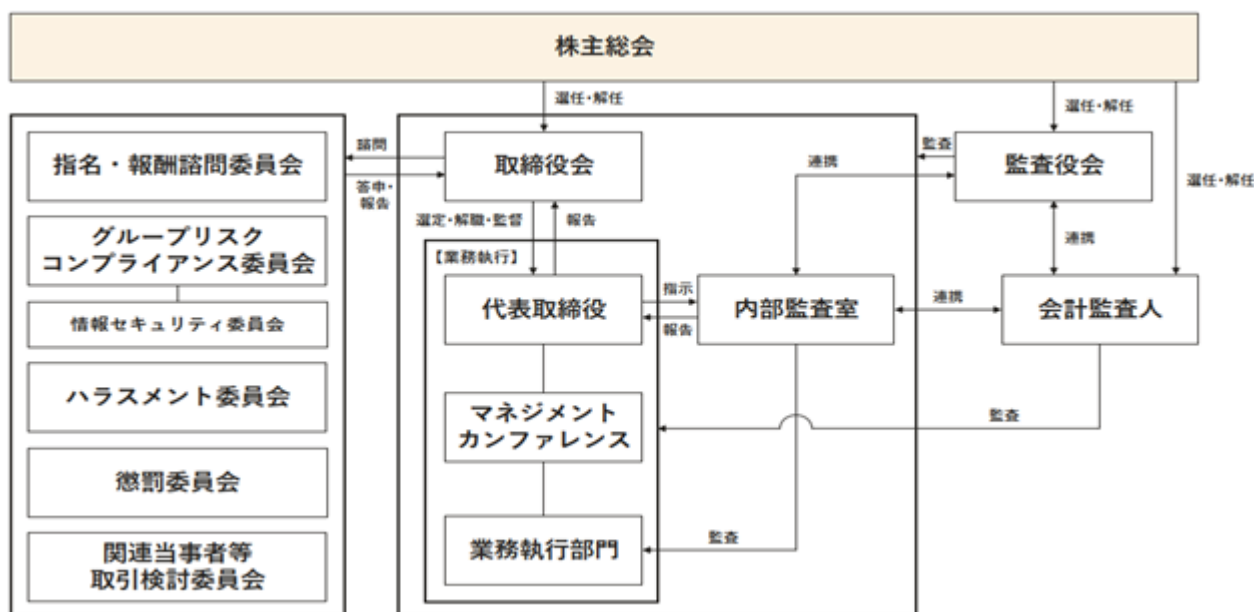 株主総会
選任・解任
選任・解任
選任・解任
指名・報酬諮問委員会
諮問
答申・
報告
取締役会
連携
監査
監査役会
グループリスク
コンプライアンス委員会
選定・解職・監督
報告
連携
【業務執行】
情報セキュリティ委員会
代表取締役
指示
報告
内部監査室
連携
会計監査人
ハラスメント委員会
マネジメント
カンファレンス
監査
懲罰委員会
関連当事者等
取引検討委員会
業務執行部門
監査